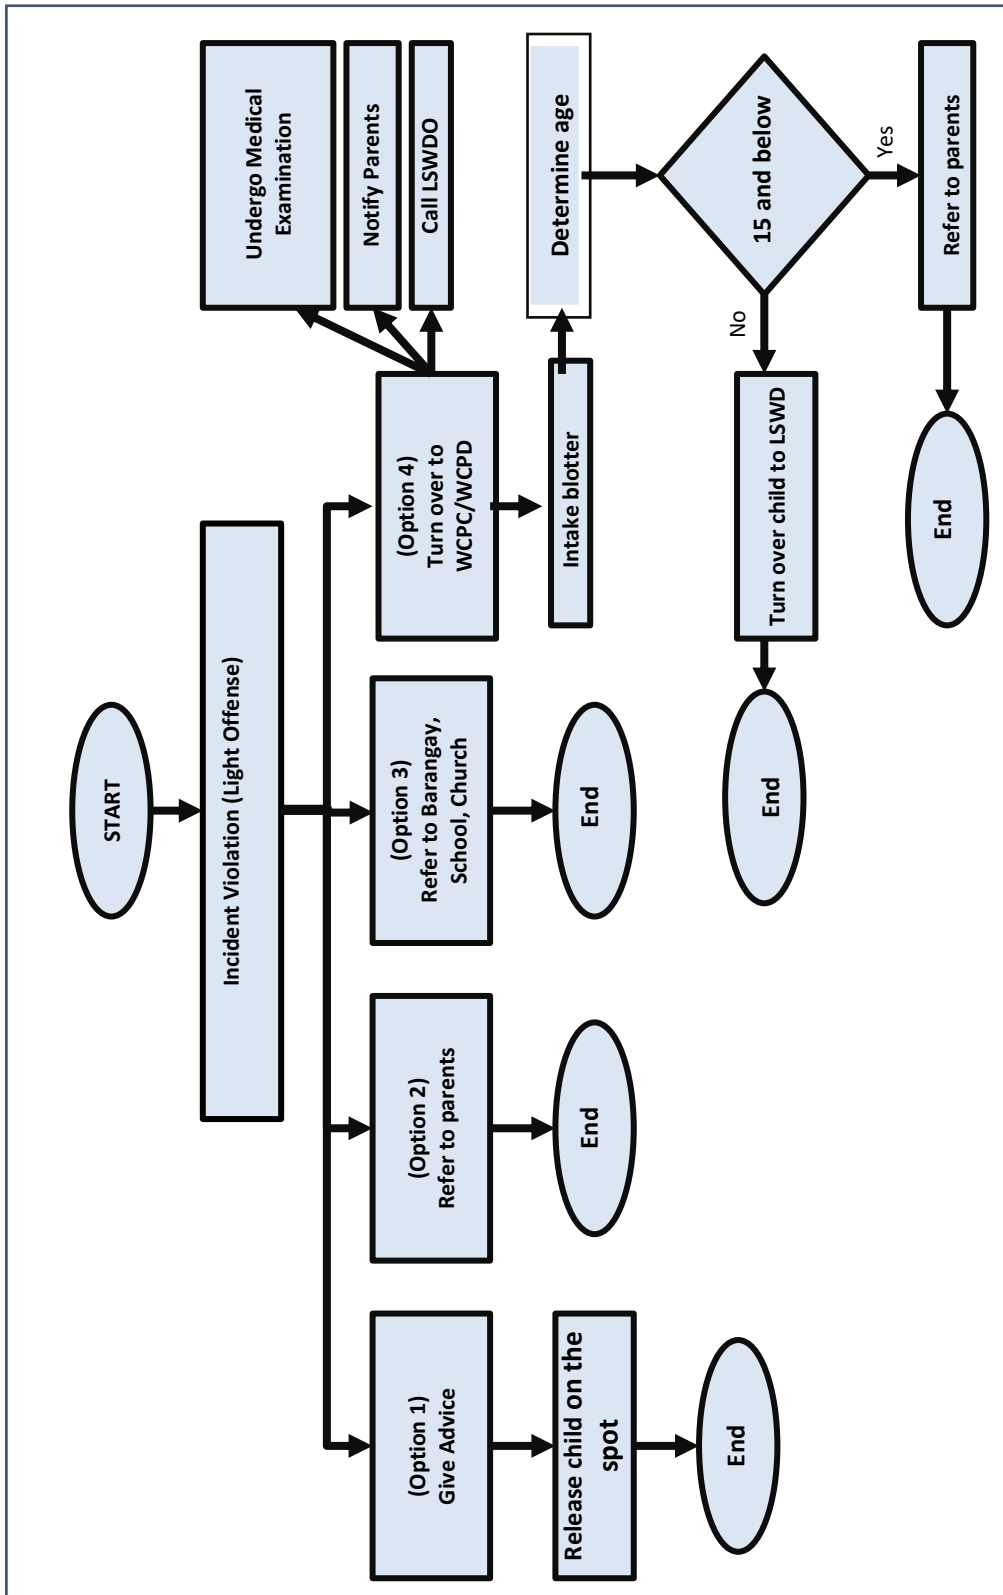 START
Incident Violation (Light Offense)
(Option 1)
Give Advice
Release child on the
spot
End
(Option 2)
Refer to parents
End
(Option 3)
Refer to Barangay,
School, Church
End
(Option 4)
Turn over to
WCPC/WCPD
Undergo Medical
Examination
Notify Parents
Call LSWDO
Intake blotter
Determine age
15 and below
No
Turn over child to LSWD
End
Yes
Refer to parents
End